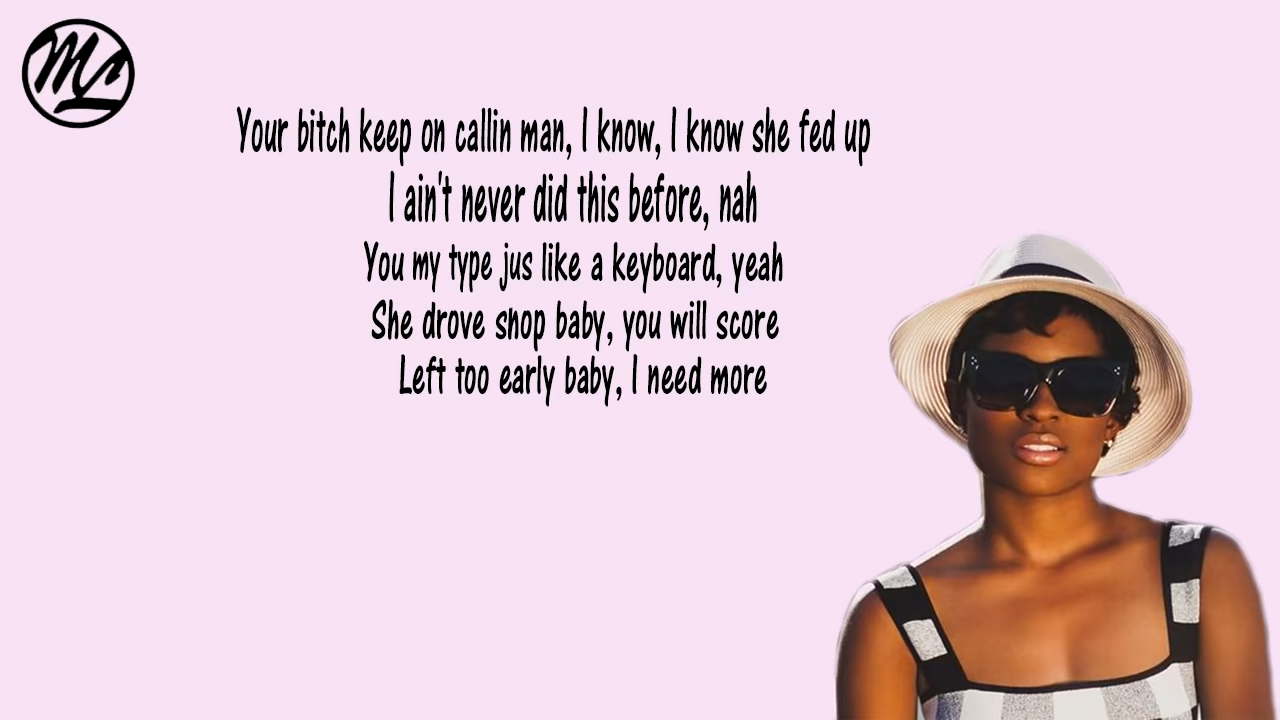 Your bitch keep on callin man, I know, I know she fed up
I ain't never did this before, nah
You my type jus like a keyboard, yeah
She drove snop baby, you will score
Left too early baby, I need more